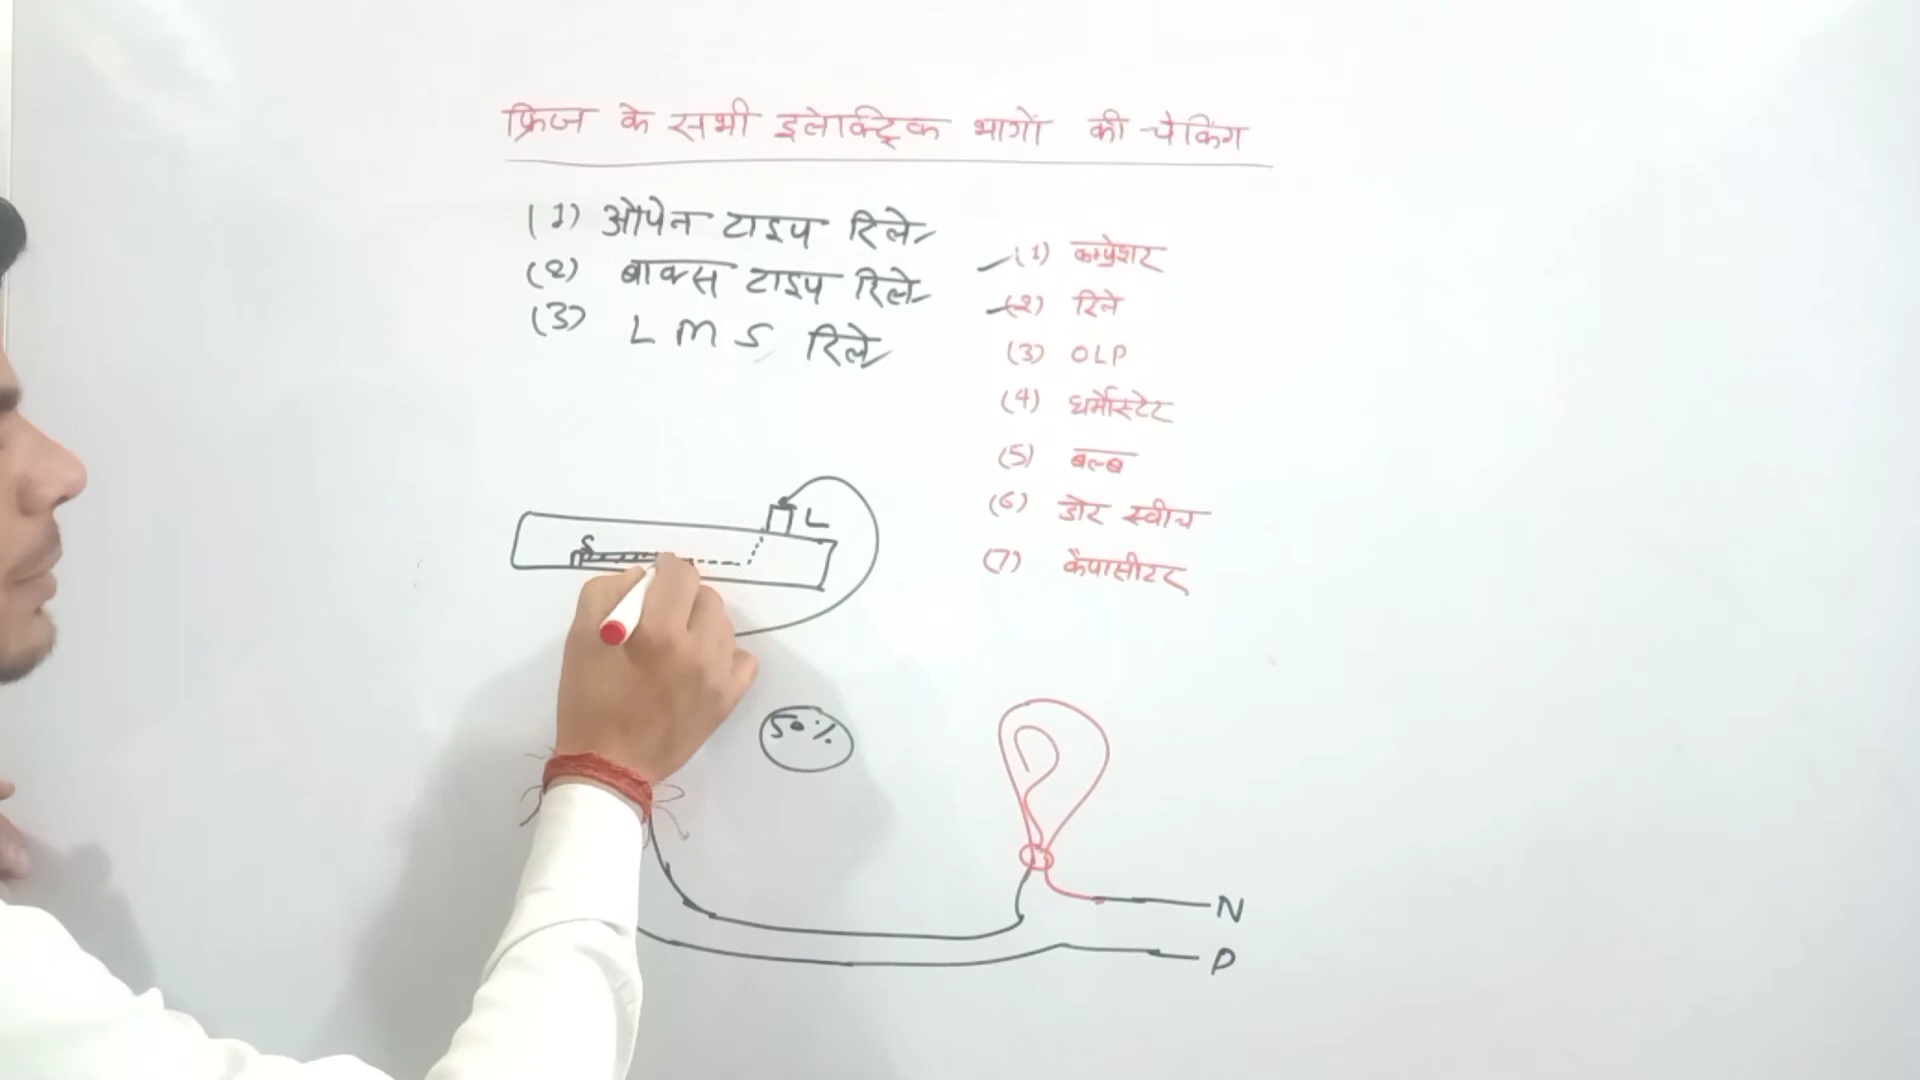 फ्रिज के सभी इलेक्ट्रिक भागों की चेकिंग
(1) ओपेन टाइप रिले
(2) बाक्स टाइप रिले
(3) L M S रिले
(1) कम्प्रेशर
(2) रिले
(3) OLP
(4) थर्मोस्टेट
(5) बल्ब
(6) डोर स्वीच
(7) कैपासीटर
L
S
50%
N
P